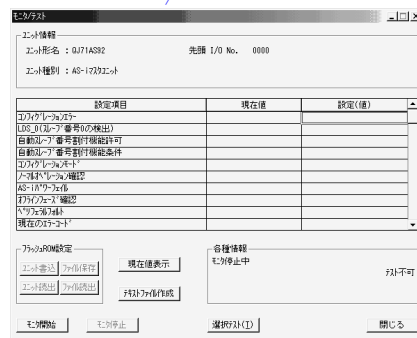 ﾓﾆﾀ/ﾃｽﾄ
ﾕﾆｯﾄ情報
ﾕﾆｯﾄ形名 : QJ71AS92
先頭 I/O No. 0000
ﾕﾆｯﾄ種別 : AS-iﾏｽﾀﾕﾆｯﾄ
設定項目 現在値 設定(値)
ｺﾝﾌｨｸﾞﾚｰｼｮﾝｴﾗｰ
LDS_0(ｽﾚｰﾌﾞ番号0の検出)
自動ｽﾚｰﾌﾞ番号割付機能許可
自動ｽﾚｰﾌﾞ番号割付機能条件
ｺﾝﾌｨｸﾞﾚｰｼｮﾝﾓｰﾄﾞ
ﾉｰﾏﾙｵﾍﾟﾚｰｼｮﾝ確認
AS-iﾊﾟﾜｰﾌｪｲﾙ
ｵﾌﾗｲﾝﾌｪｰｽﾞ確認
ﾍﾟﾘﾌｪﾗﾙﾌｫﾙﾄ
現在のｴﾗｰｺｰﾄﾞ
ﾌﾗｯｼｭROM設定
ﾕﾆｯﾄ書込 ﾌｧｲﾙ保存
ﾕﾆｯﾄ読出 ﾌｧｲﾙ読出
現在値表示
ﾃｷｽﾄﾌｧｲﾙ作成
各種情報
ﾓﾆﾀ停止中
ﾃｽﾄ不可
ﾓﾆﾀ開始 ﾓﾆﾀ停止 選択ﾃｽﾄ(T) 閉じる